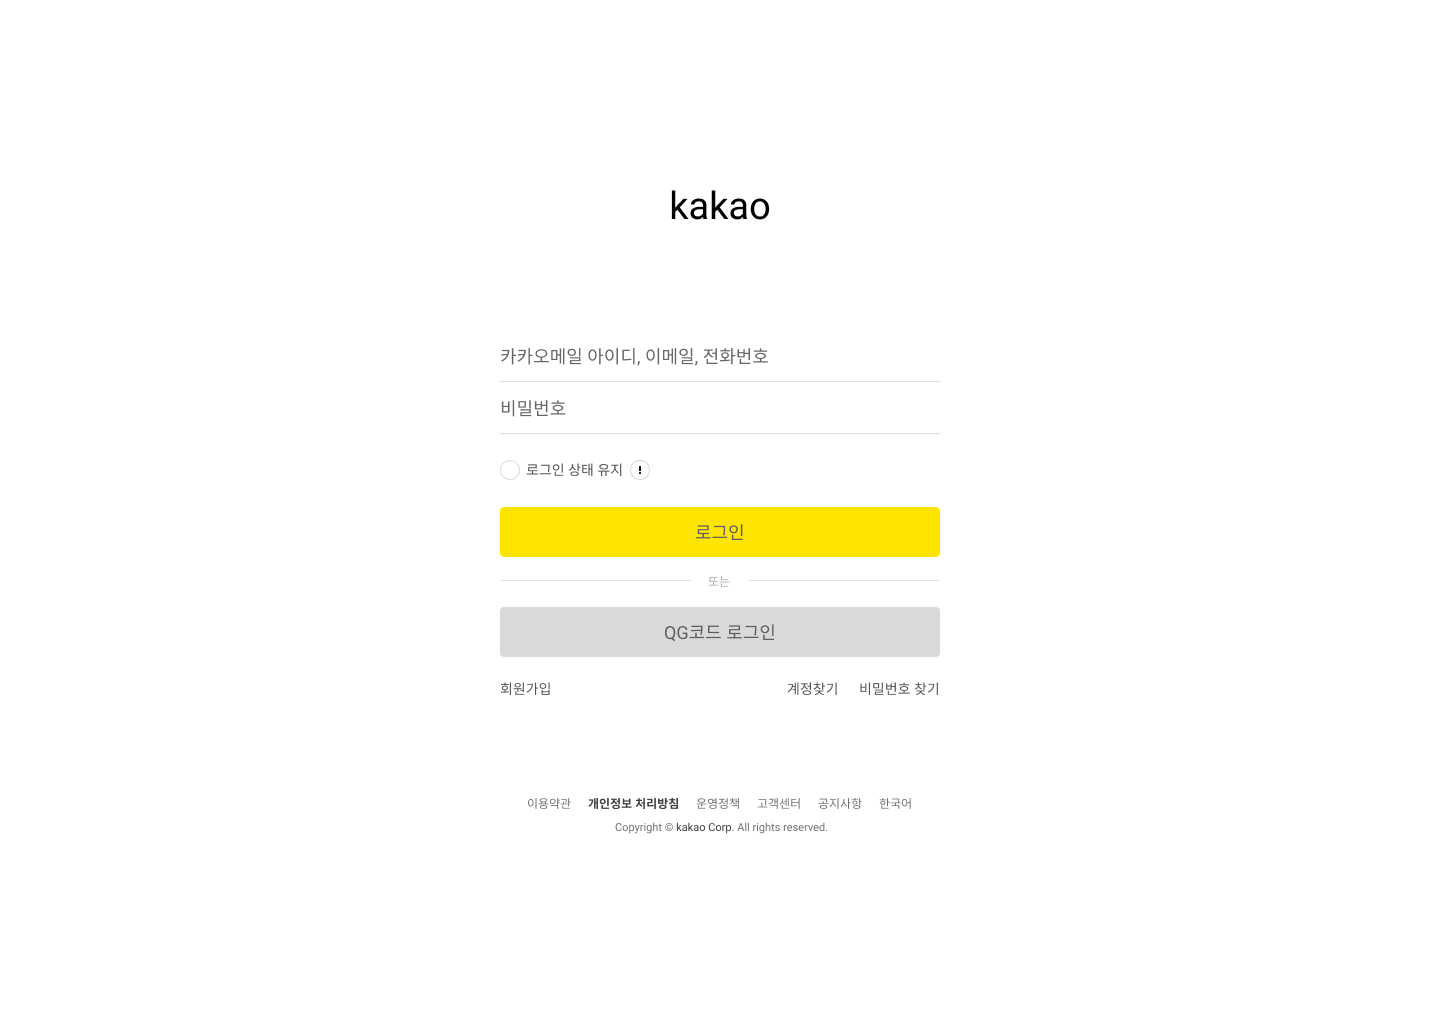 kakao
카카오메일 아이디, 이메일, 전화번호
비밀번호
로그인 상태 유지 !
로그인
또는
QG코드 로그인
회원가입 계정찾기 비밀번호 찾기
이용약관 개인정보 처리방침 운영정책 고객센터 공지사항 한국어
Copyright © kakao Corp. All rights reserved.